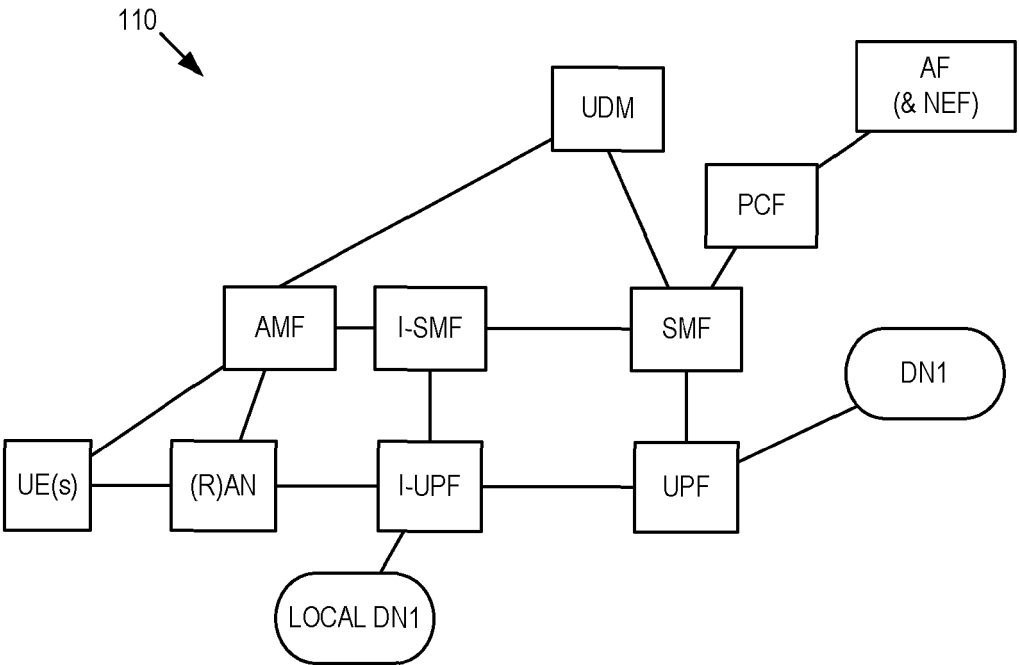 110
AF
(& NEF)
UDM
PCF
AMF
I-SMF
SMF
DN1
UE(s)
(R)AN
I-UPF
UPF
LOCAL DN1